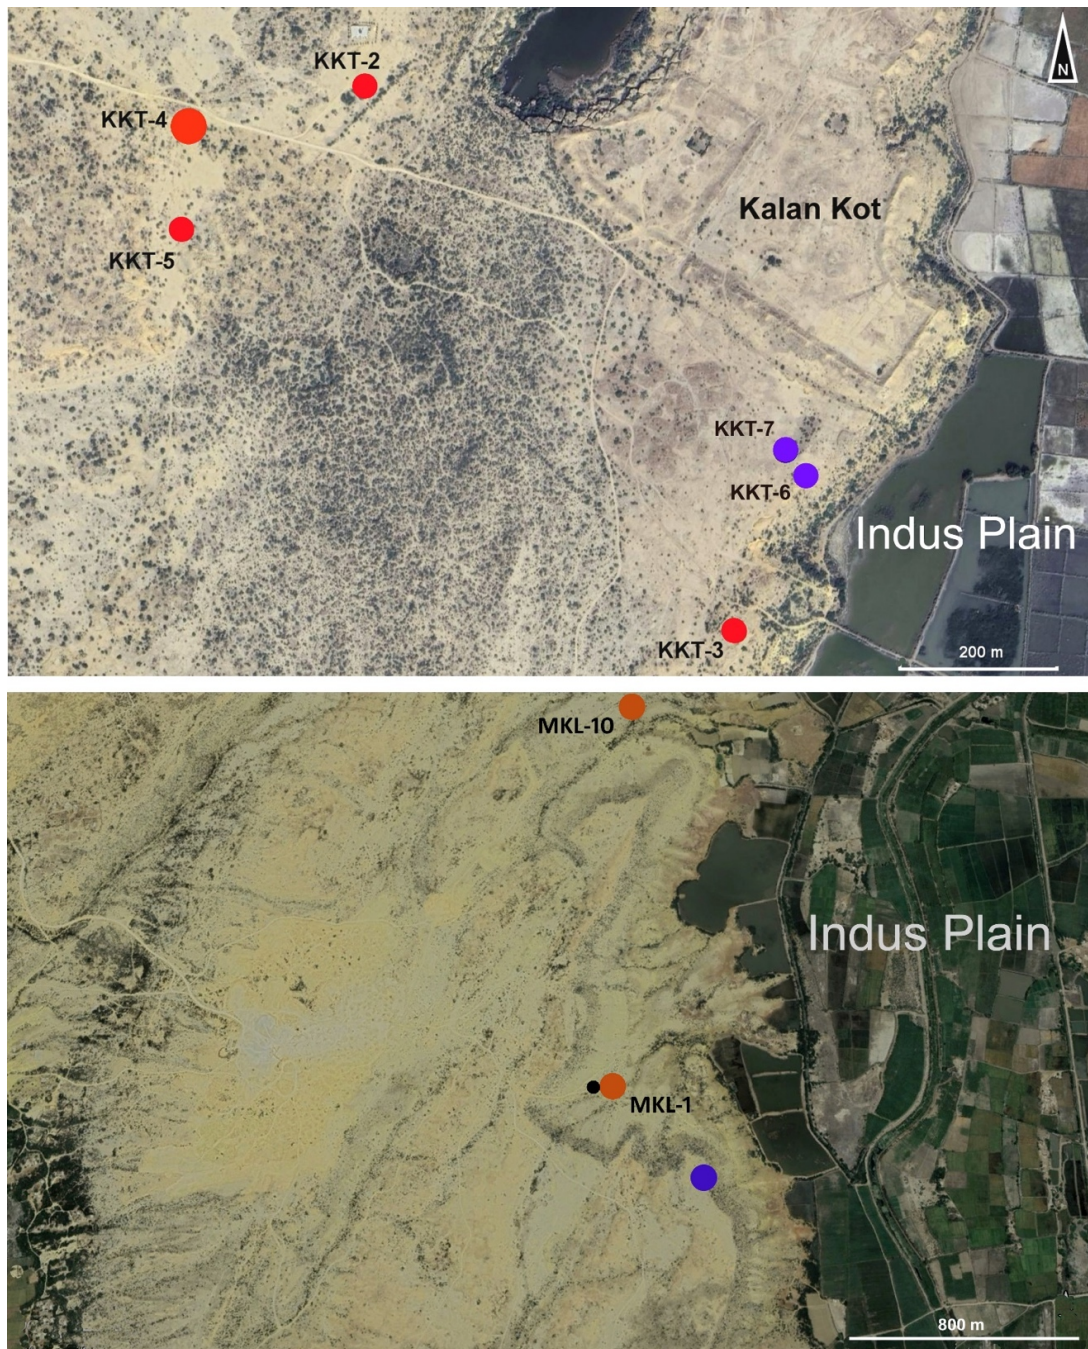 N
KKT-2
KKT-4
Kalan Kot
KKT-5
KKT-7
KKT-6
Indus Plain
KKT-3
200 m
MKL-10
Indus Plain
MKL-1
800 m